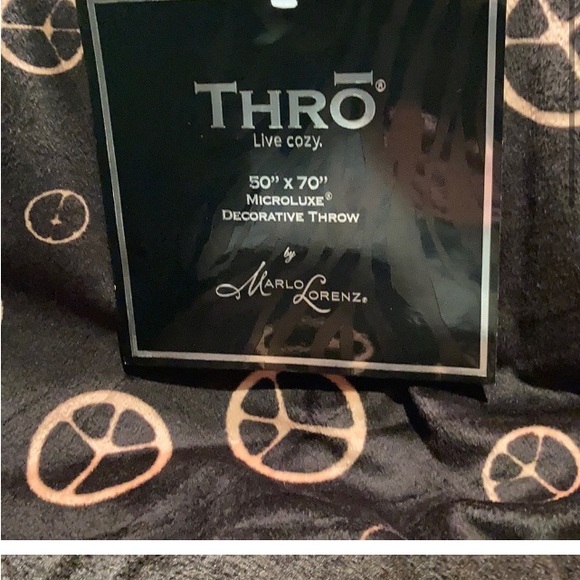 THRŌ®
Live cozy.
50” x 70”
MICROLUXE®
DECORATIVE THROW
by
MARLO LORENZ®